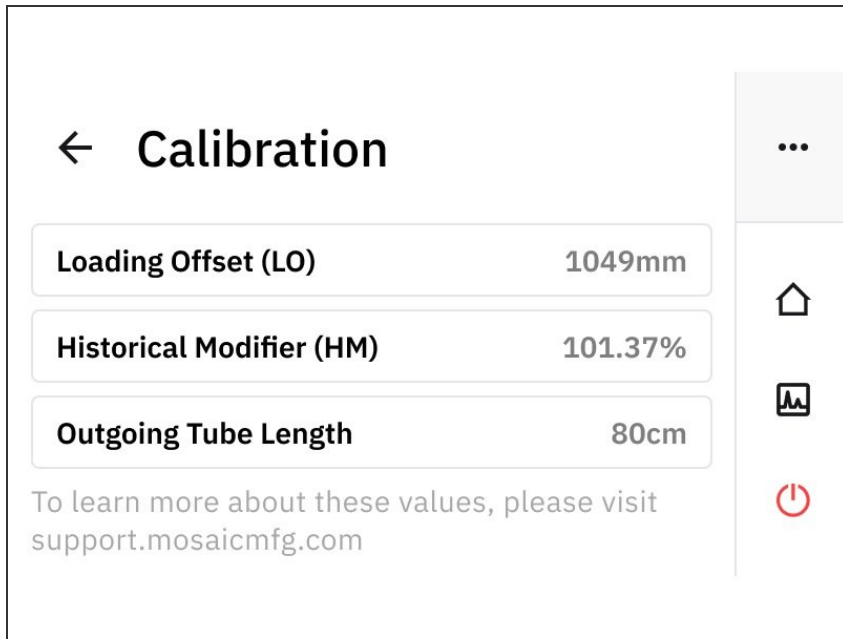 Calibration
Loading Offset (LO) 1049mm
Historical Modifier (HM) 101.37%
Outgoing Tube Length 80cm
To learn more about these values, please visit
support.mosaicmfg.com